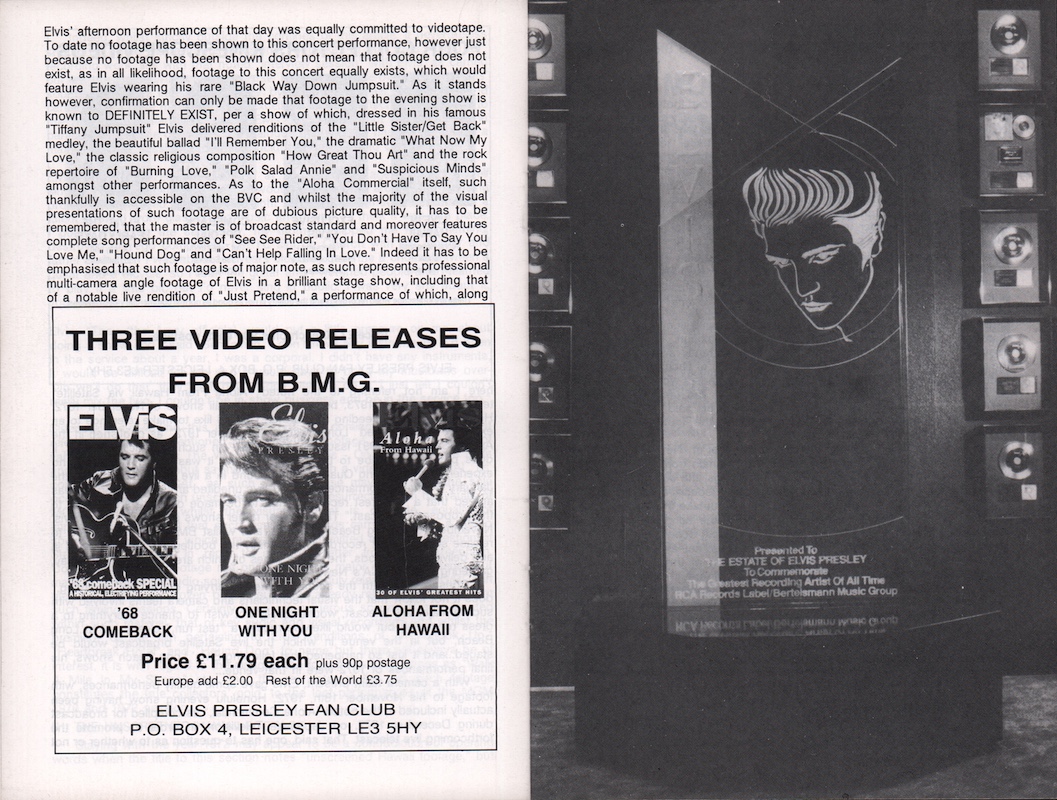 Elvis' afternoon performance of that day was equally committed to videotape.
To date no footage has been shown to this concert performance, however just
because no footage has been shown does not mean that footage does not
exist, as in all likelihood, footage to this concert equally exists, which would
feature Elvis wearing his rare "Black Way Down Jumpsuit." As it stands
however, confirmation can only be made that footage to the evening show is
known to DEFINITELY EXIST, per a show of which, dressed in his famous
"Tiffany Jumpsuit" Elvis delivered renditions of the "Little Sister/Get Back"
medley, the beautiful ballad "I'll Remember You," the dramatic "What Now My
Love," the classic religious composition "How Great Thou Art" and the rock
repertoire of "Burning Love," "Polk Salad Annie" and "Suspicious Minds"
amongst other performances. As to the "Aloha Commercial" itself, such
thankfully is accessible on the BVC and whilst the majority of the visual
presentations of such footage are of dubious picture quality, it has to be
remembered, that the master is of broadcast standard and moreover features
complete song performances of "See See Rider," "You Don't Have To Say You
Love Me," "Hound Dog" and "Can't Help Falling In Love." Indeed it has to be
emphasised that such footage is of major note, as such represents professional
multi-camera angle footage of Elvis in a brilliant stage show, including that
of a notable live rendition of "Just Pretend," a performance of which, along
THREE VIDEO RELEASES
FROM B.M.G.
ELViS
'68 comeback SPECIAL
A HISTORICAL, ELECTRIFYING PERFORMANCE
Elvis
PRESLEY
ONE NIGHT
WITH YOU
Aloha
From Hawaii
30 OF ELVIS' GREATEST HITS
'68
COMEBACK
ONE NIGHT
WITH YOU
ALOHA FROM
HAWAII
Price £11.79 each plus 90p postage
Europe add £2.00 Rest of the World £3.75
ELVIS PRESLEY FAN CLUB
P.O. BOX 4, LEICESTER LE3 5HY
Presented To
THE ESTATE OF ELVIS PRESLEY
To Commemorate
The Greatest Recording Artist Of All Time
RCA Records Label/Bertelsmann Music Group